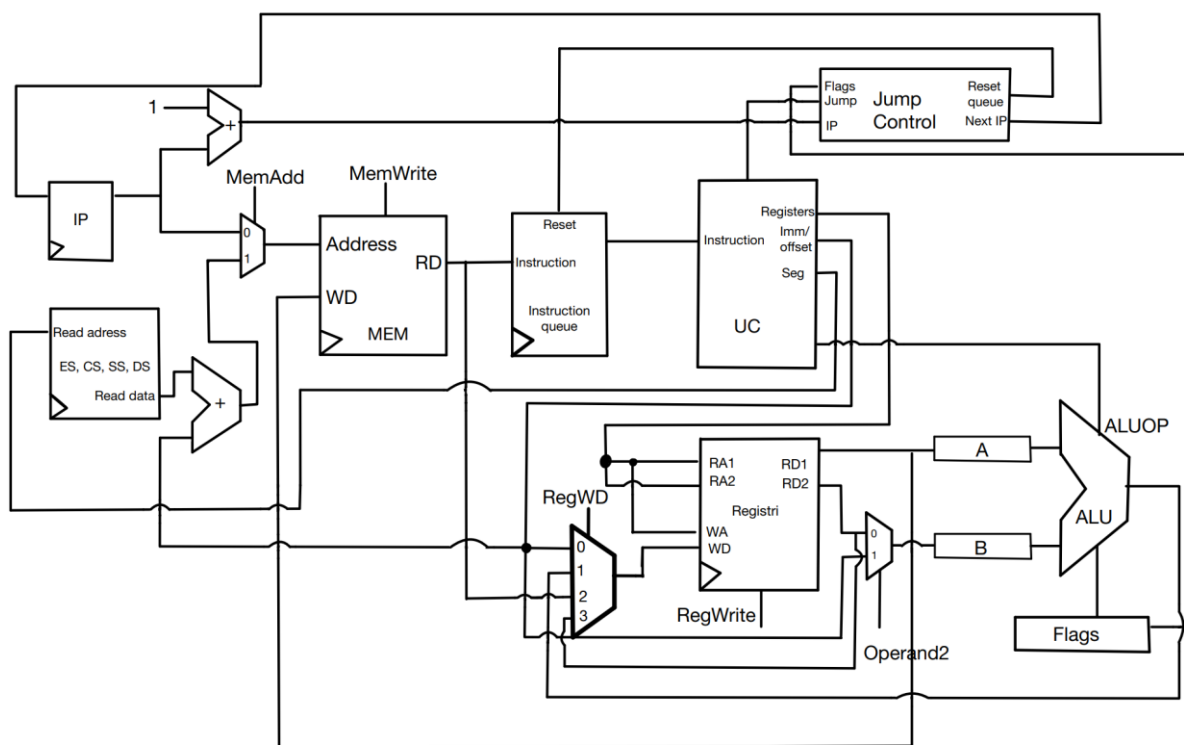 1
+
IP
MemAdd
0
1
MemWrite
Address
RD
WD
MEM
Reset
Instruction
Instruction
queue
Flags
Jump
IP
Jump
Control
Reset
queue
Next IP
Instruction
Registers
Imm/
offset
Seg
UC
Read adress
ES, CS, SS, DS
Read data
+
RegWD
0
1
2
3
RA1
RA2
RD1
RD2
Registri
WA
WD
RegWrite
0
1
Operand2
A
B
ALUOP
ALU
Flags